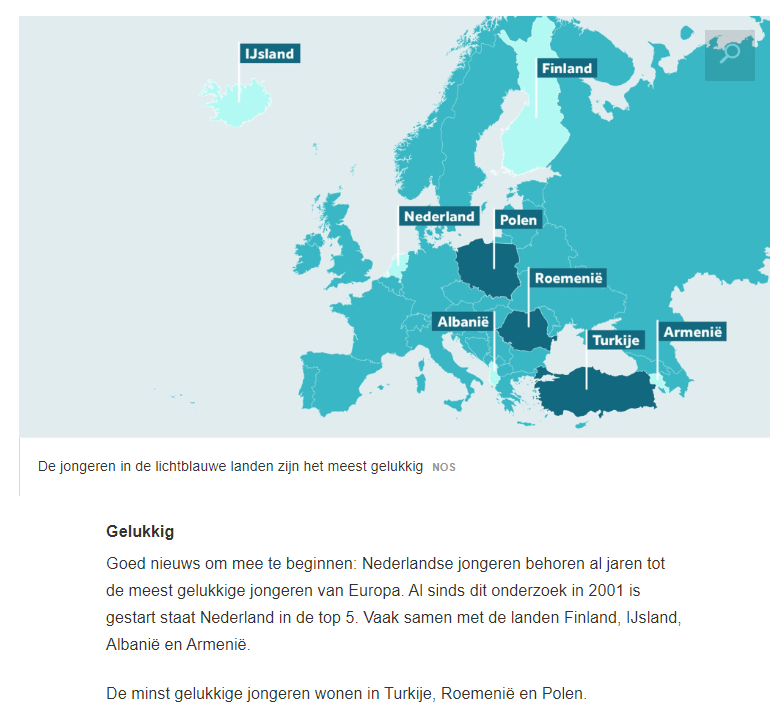 IJsland
Finland
Nederland
Polen
Roemenië
Albanië
Armenië
Turkije
De jongeren in de lichtblauwe landen zijn het meest gelukkig NOS
Gelukkig
Goed nieuws om mee te beginnen: Nederlandse jongeren behoren al jaren tot
de meest gelukkige jongeren van Europa. Al sinds dit onderzoek in 2001 is
gestart staat Nederland in de top 5. Vaak samen met de landen Finland, IJsland,
Albanië en Armenië.
De minst gelukkige jongeren wonen in Turkije, Roemenië en Polen.